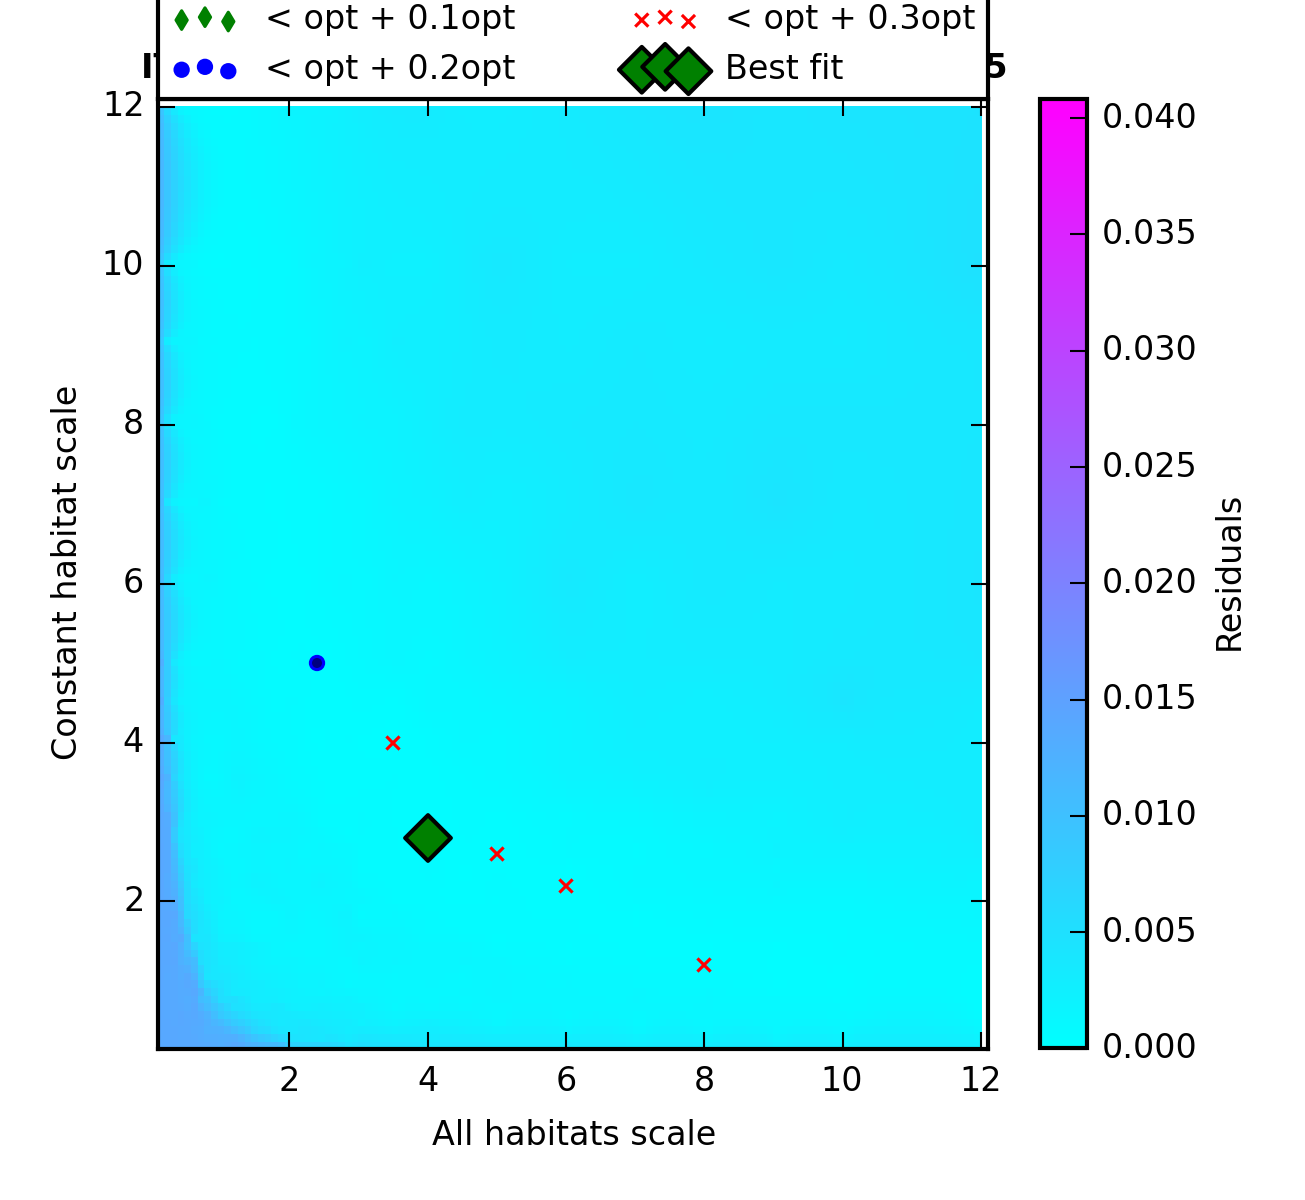 < opt + 0.1opt
< opt + 0.3opt
< opt + 0.2opt
Best fit
5
12
10
8
6
4
2
Constant habitat scale
2 4 6 8 10 12
All habitats scale
0.040
0.035
0.030
0.025
0.020
0.015
0.010
0.005
0.000
Residuals